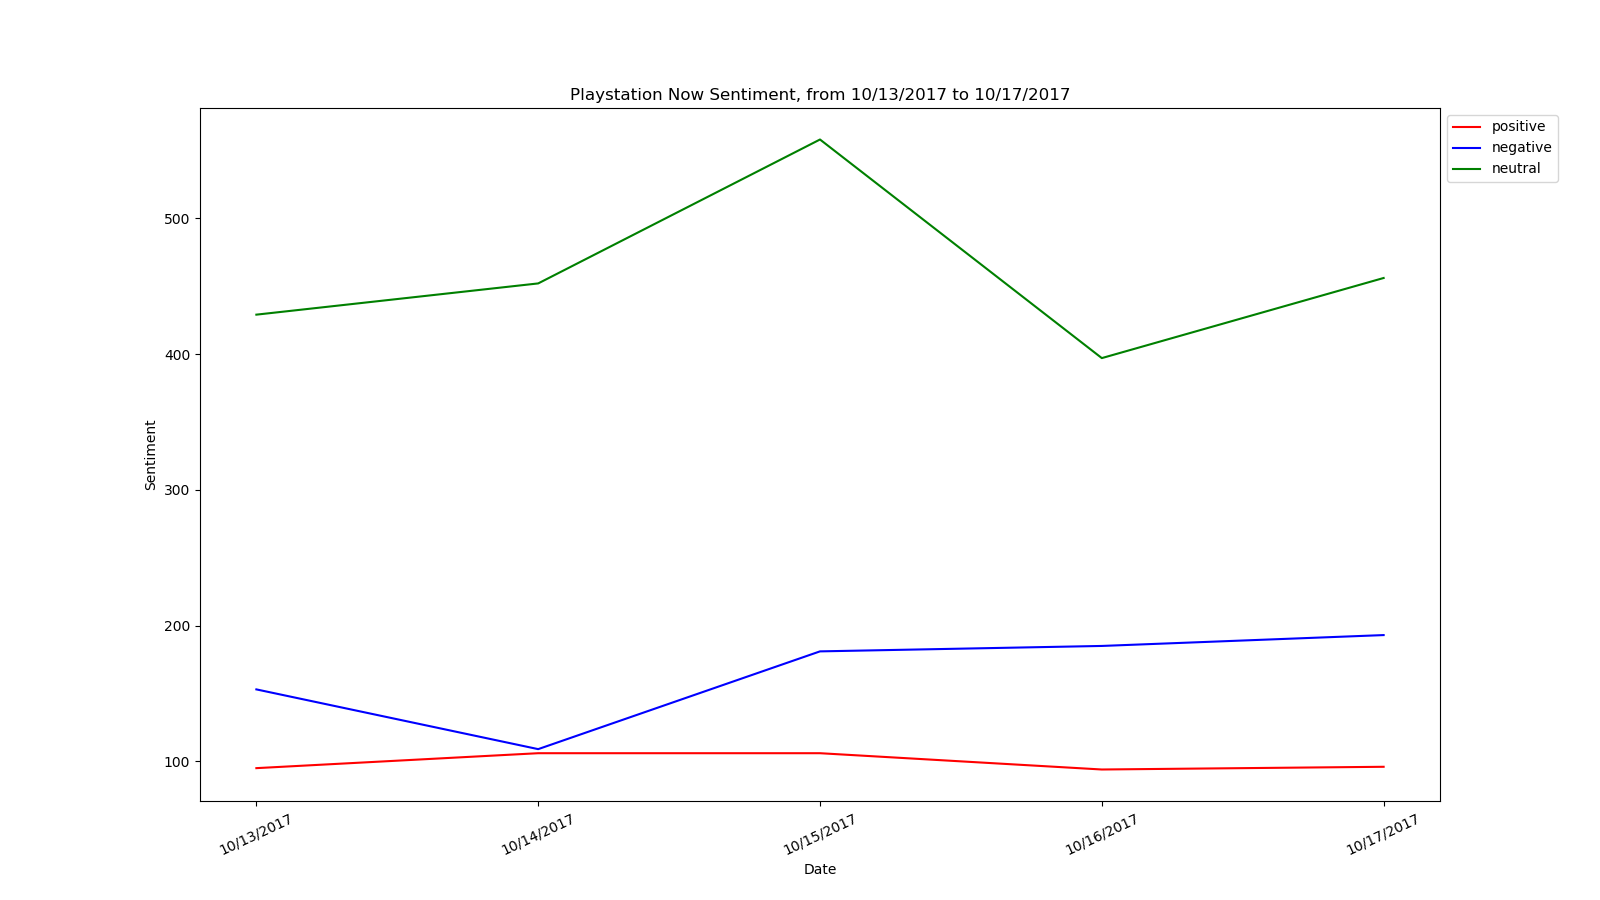 Playstation Now Sentiment, from 10/13/2017 to 10/17/2017
positive
negative
neutral
Sentiment
500
400
300
200
100
10/13/2017
10/14/2017
10/15/2017
10/16/2017
10/17/2017
Date